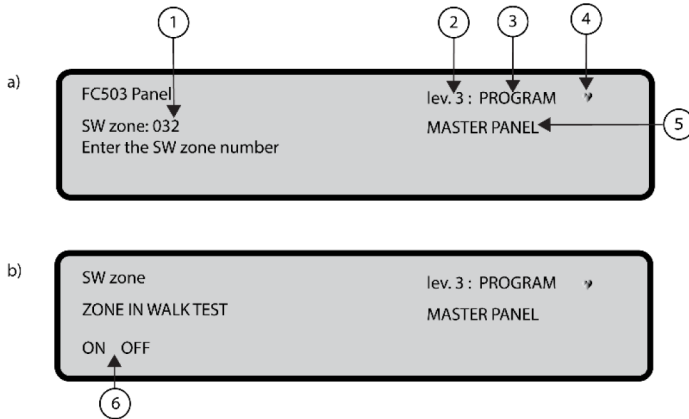 1 2 3 4
a)
FC503 Panel lev. 3 : PROGRAM
SW zone: 032 MASTER PANEL 5
Enter the SW zone number
b)
SW zone lev. 3 : PROGRAM
ZONE IN WALK TEST MASTER PANEL
ON OFF
6